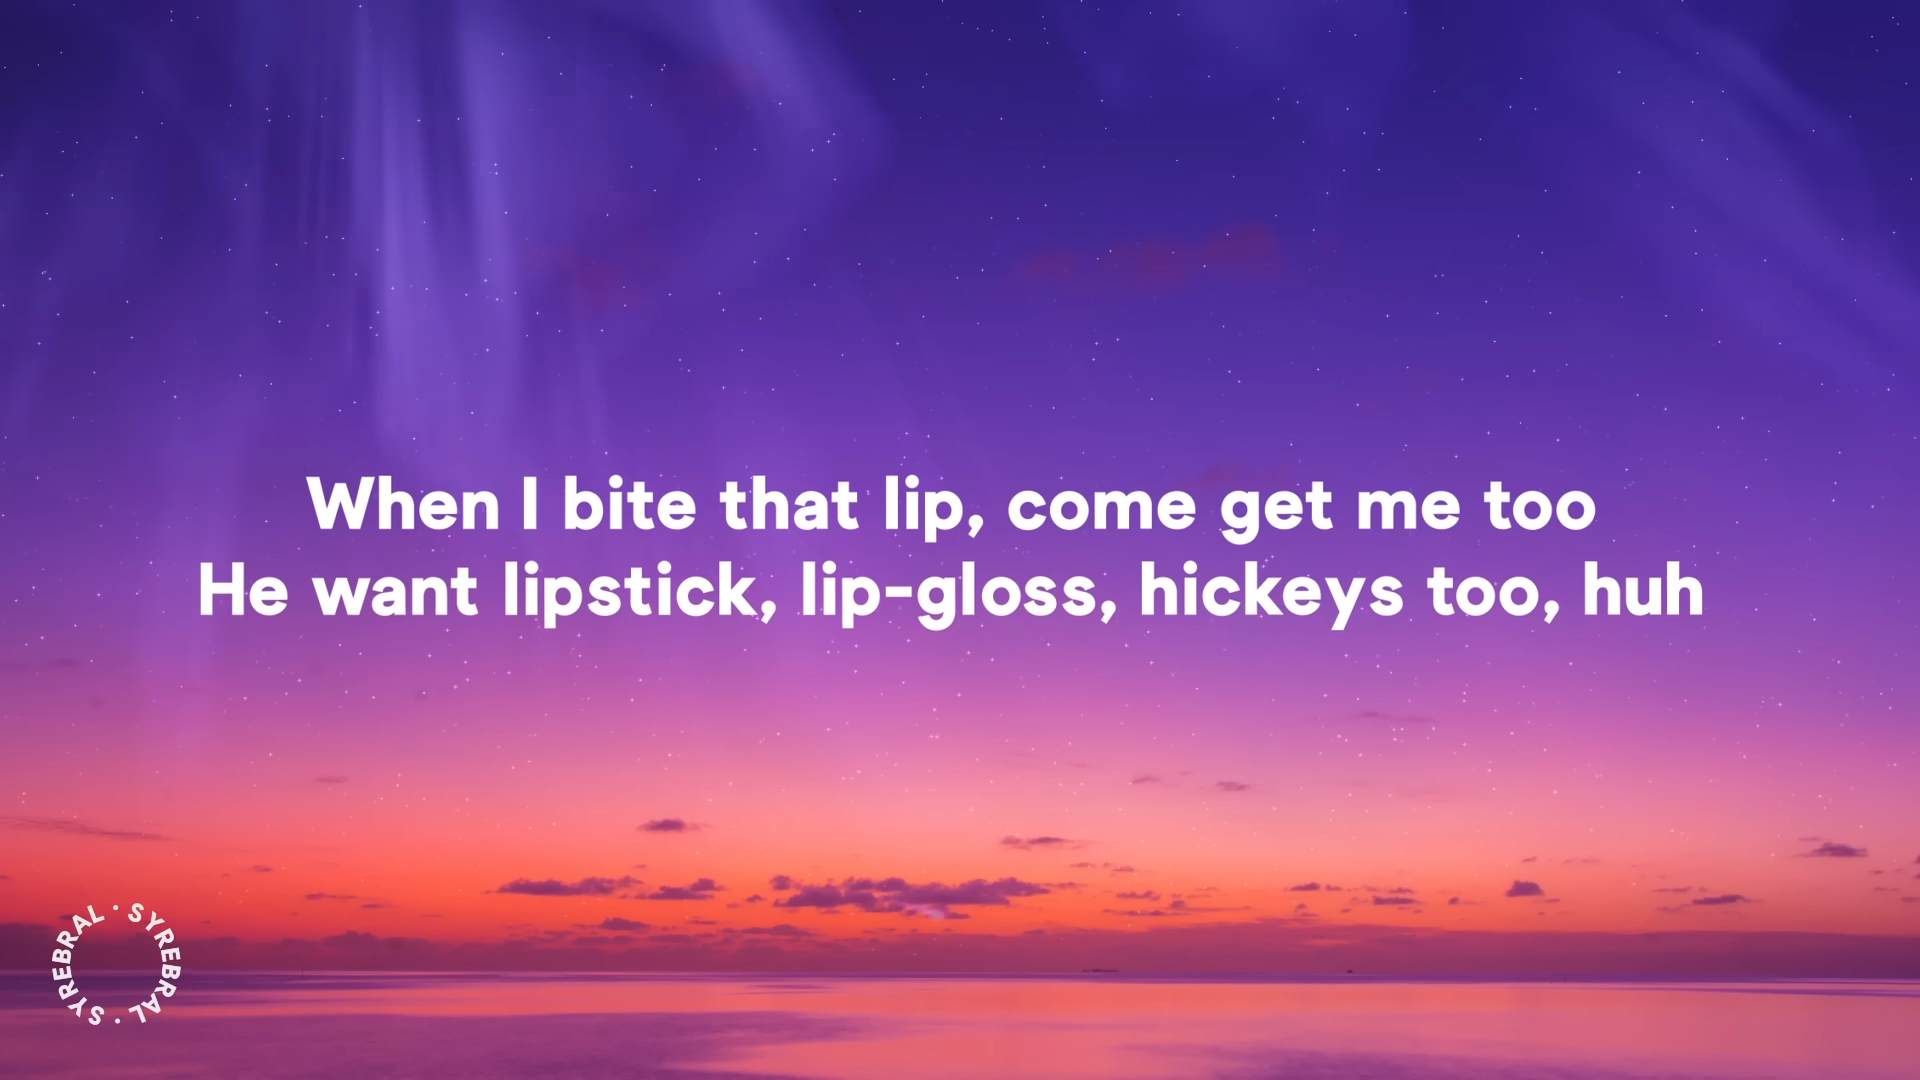 When I bite that lip, come get me too
He want lipstick, lip-gloss, hickeys too, huh
SYREBRAL · SYREBRAL ·